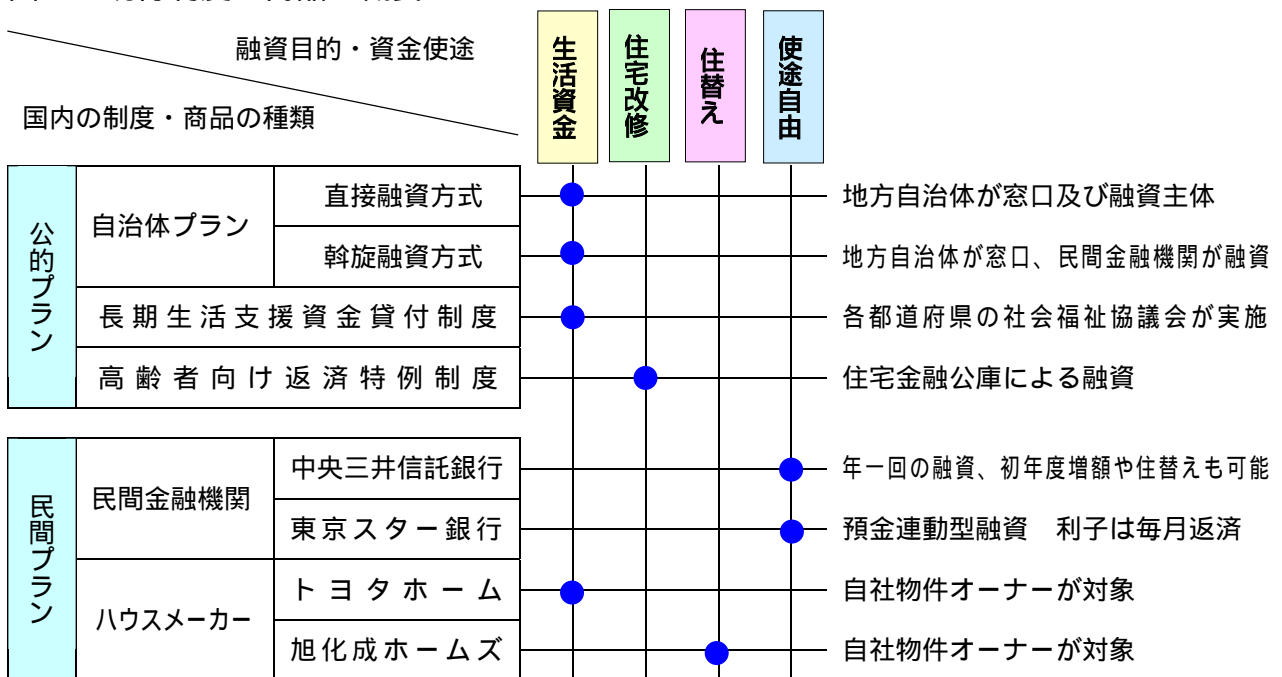 融資目的・資金使途
国内の制度・商品の種類
生活資金
住宅改修
住替え
使途自由
公的プラン
自治体プラン
直接融資方式
地方自治体が窓口及び融資主体
斡旋融資方式
地方自治体が窓口、民間金融機関が融資
長期生活支援資金貸付制度
各都道府県の社会福祉協議会が実施
高齢者向け返済特例制度
住宅金融公庫による融資
民間プラン
民間金融機関
中央三井信託銀行
年一回の融資、初年度増額や住替えも可能
東京スター銀行
預金連動型融資　利子は毎月返済
ハウスメーカー
トヨタホーム
自社物件オーナーが対象
旭化成ホームズ
自社物件オーナーが対象